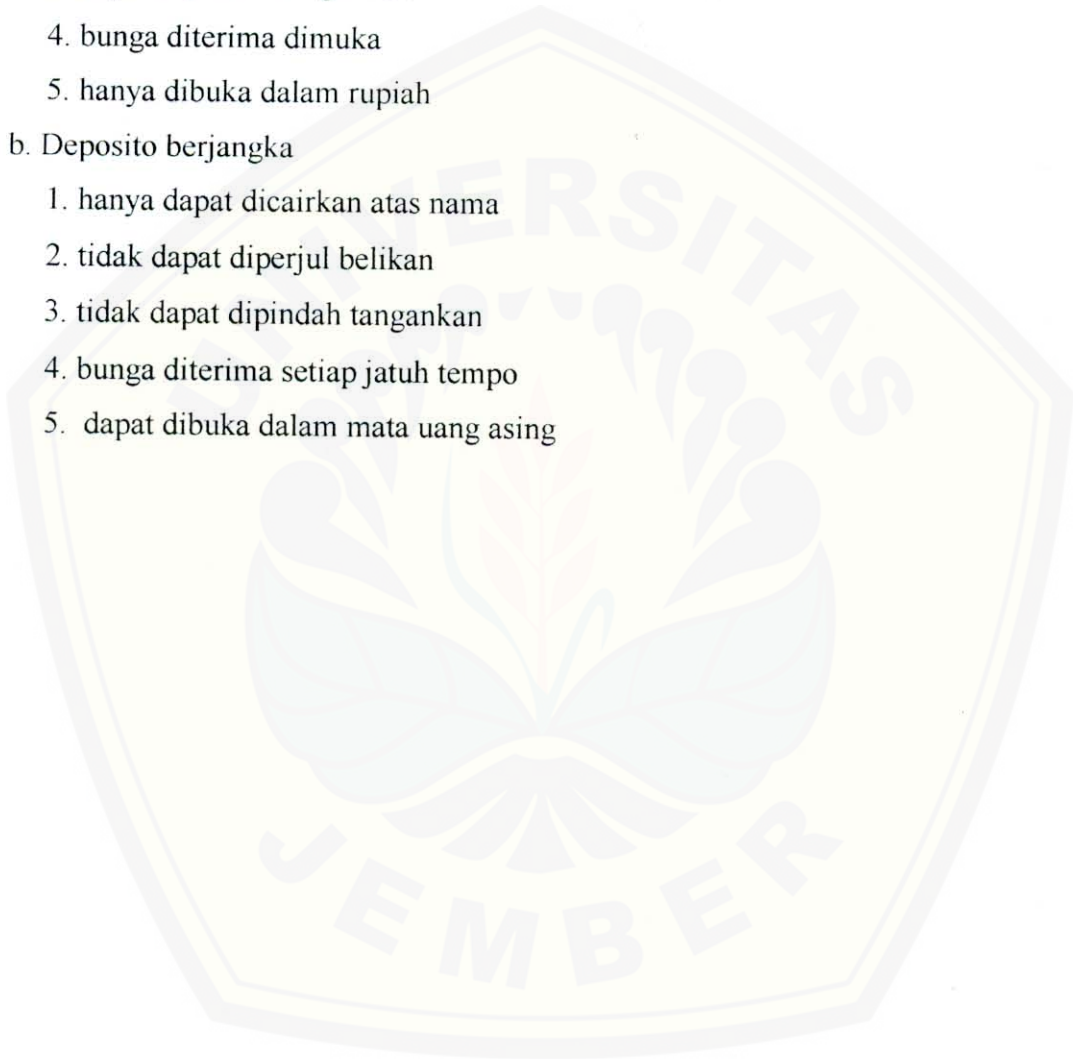 4. bunga diterima dimuka
5. hanya dibuka dalam rupiah
b. Deposito berjangka
1. hanya dapat dicairkan atas nama
2. tidak dapat diperjul belikan
3. tidak dapat dipindah tangankan
4. bunga diterima setiap jatuh tempo
5. dapat dibuka dalam mata uang asing
UNIVERSITAS
JEMBER